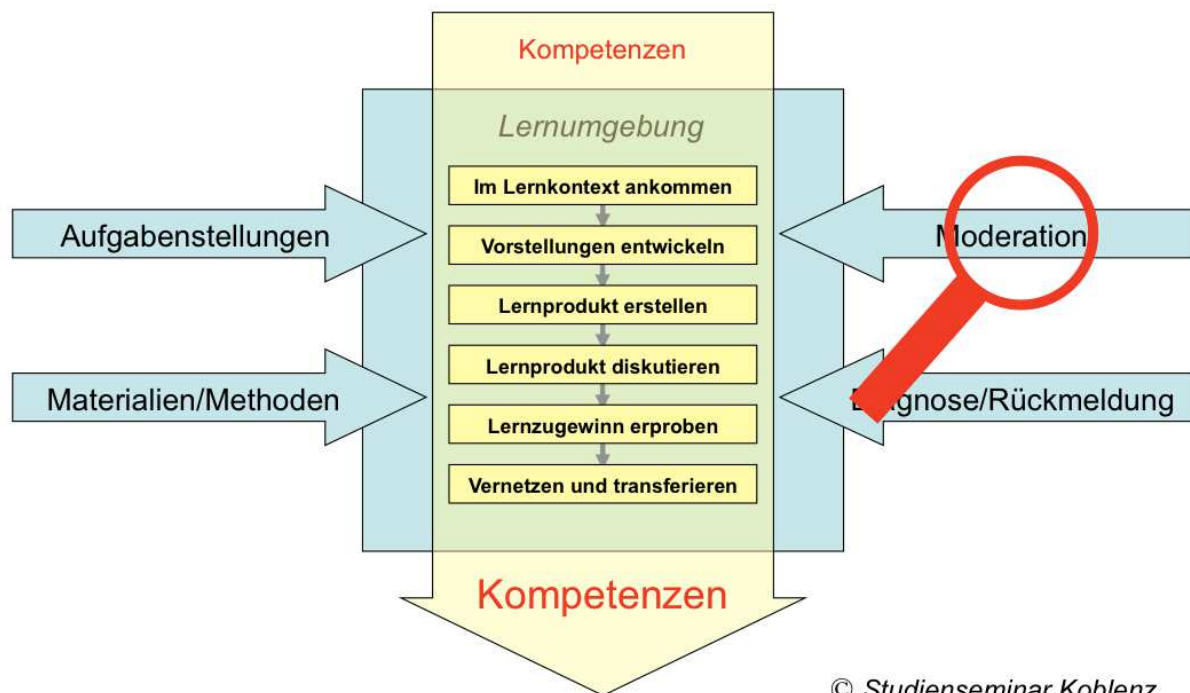 Kompetenzen
Lernumgebung
Im Lernkontext ankommen
Aufgabenstellungen
Moderation
Vorstellungen entwickeln
Lernprodukt erstellen
Lernprodukt diskutieren
Materialien/Methoden
Diagnose/Rückmeldung
Lernzugewinn erproben
Vernetzen und transferieren
Kompetenzen
© Studienseminar Koblenz